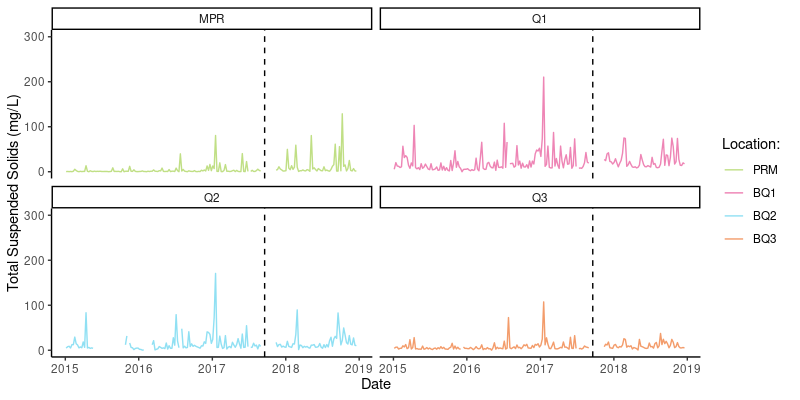 MPR
Q1
300
200
100
0
Q2
Q3
300
200
100
0
2015
2016
2017
2018
2019
2015
2016
2017
2018
2019
Date
Total Suspended Solids (mg/L)
Location:
PRM
BQ1
BQ2
BQ3